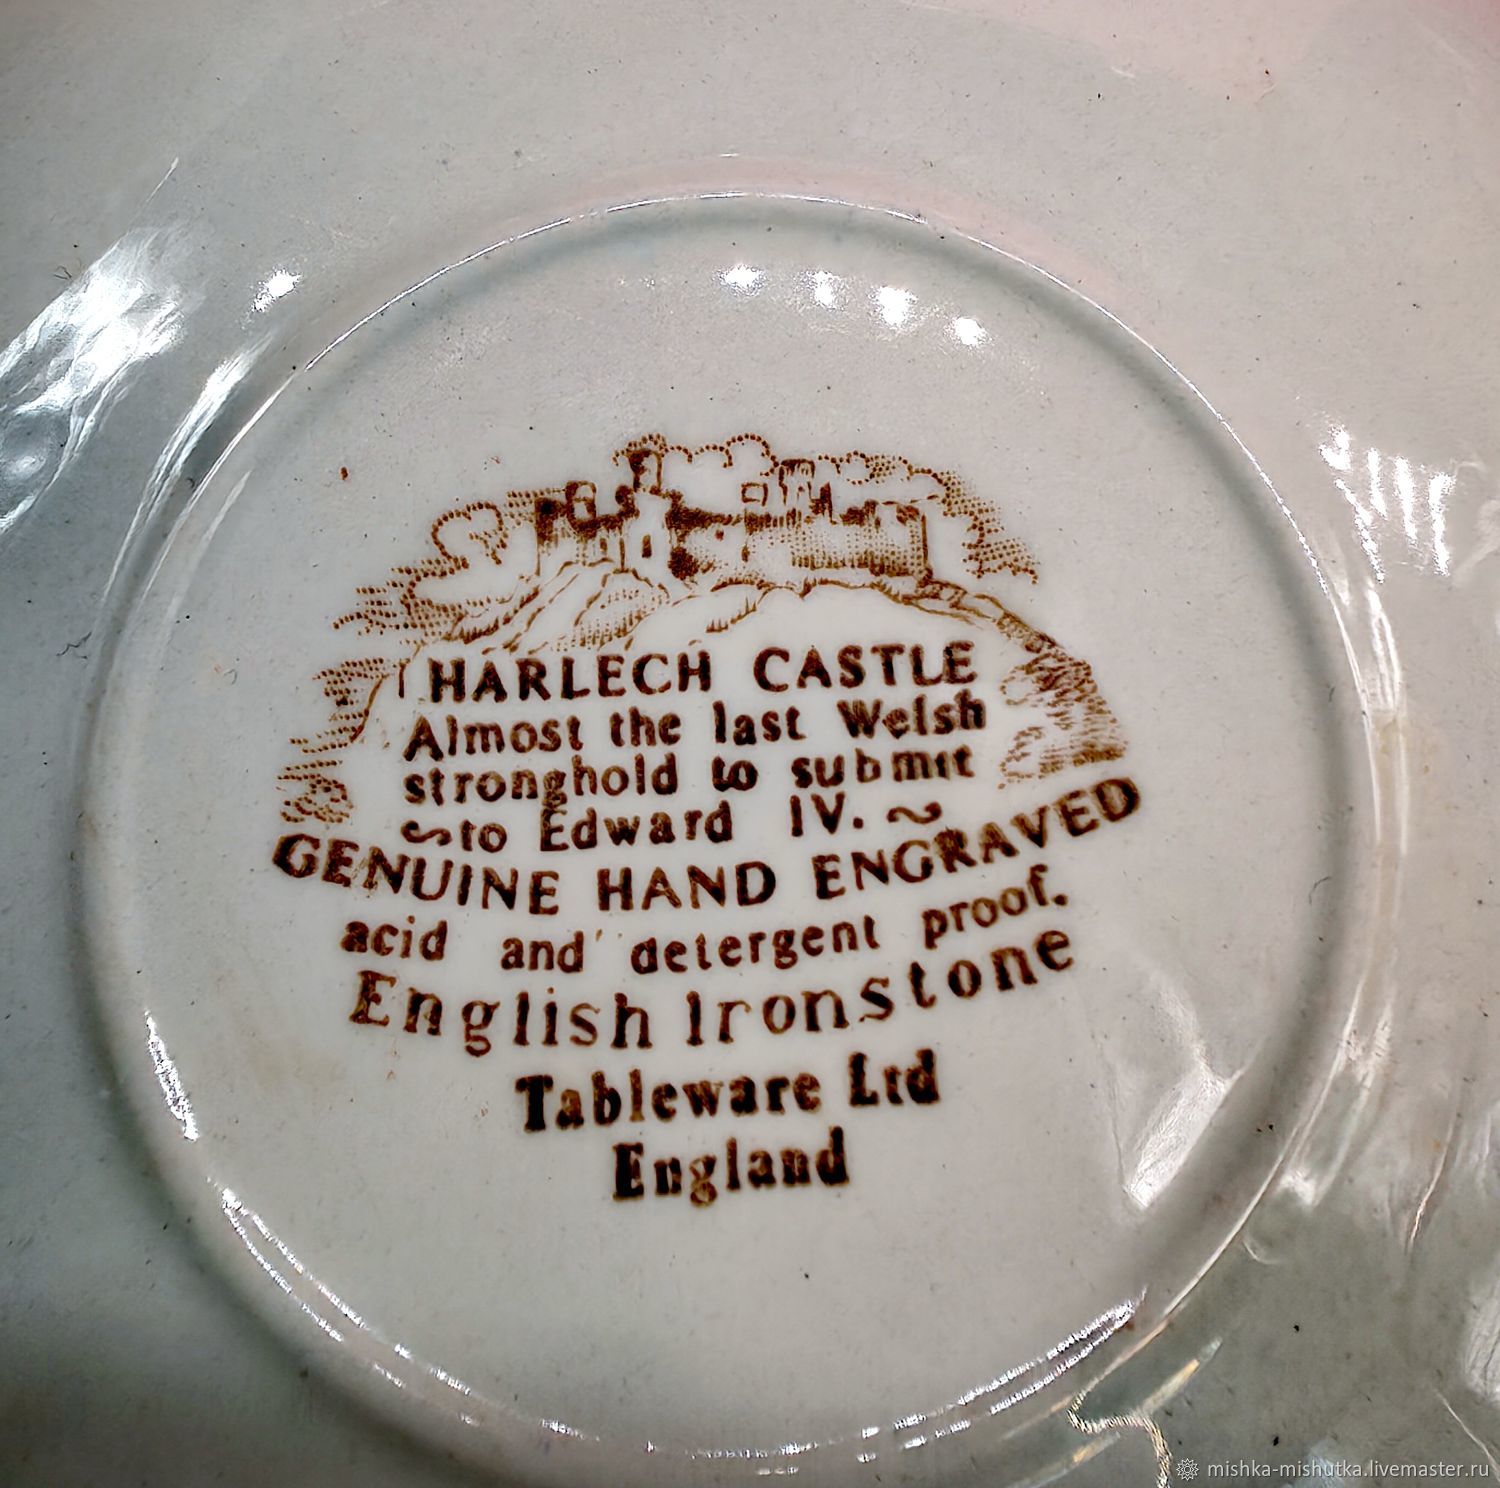 HARLECH CASTLE
Almost the last Welsh
stronghold to submit
to Edward IV.
GENUINE HAND ENGRAVED
acid and detergent proof.
English Ironstone
Tableware Ltd
England
mishka-mishutka.livemaster.ru